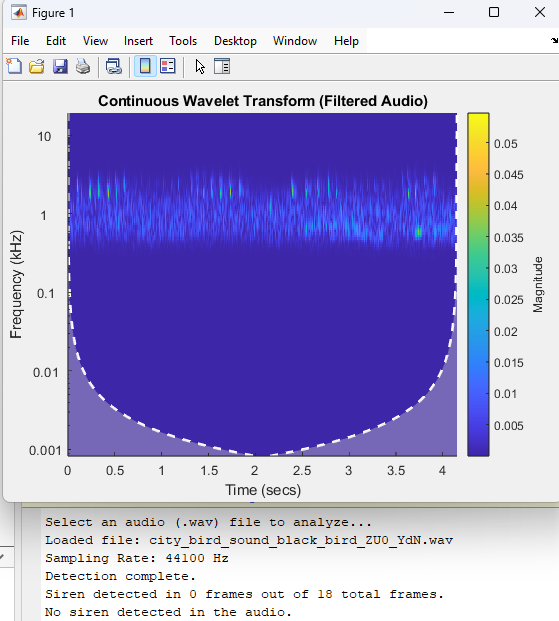 Figure 1
File Edit View Insert Tools Desktop Window Help
Continuous Wavelet Transform (Filtered Audio)
10
1
0.1
0.01
0.001
Frequency (kHz)
0 0.5 1 1.5 2 2.5 3 3.5 4
Time (secs)
0.05
0.045
0.04
0.035
0.03
0.025
0.02
0.015
0.01
0.005
Magnitude
Select an audio (.wav) file to analyze...
Loaded file: city_bird_sound_black_bird_ZU0_YdN.wav
Sampling Rate: 44100 Hz
Detection complete.
Siren detected in 0 frames out of 18 total frames.
No siren detected in the audio.